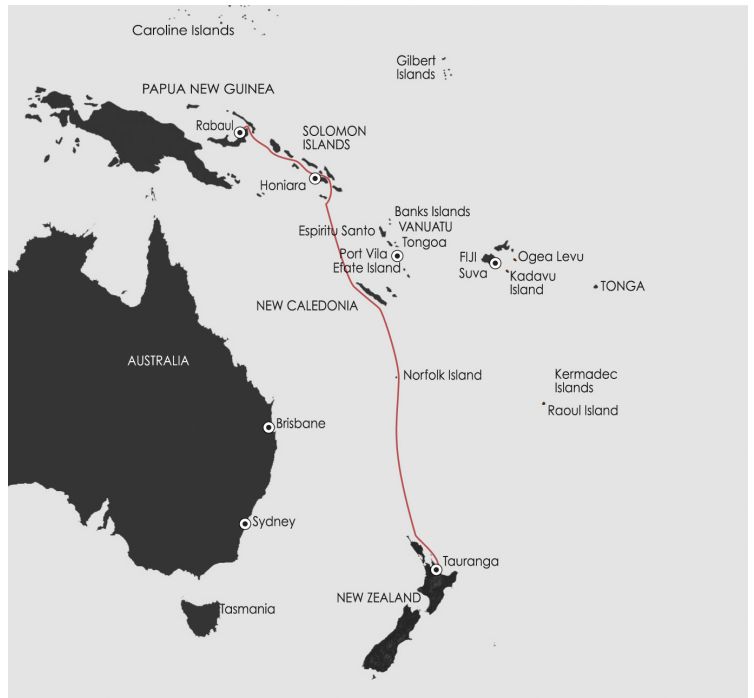 Caroline Islands
Gilbert
Islands
PAPUA NEW GUINEA
Rabaul
SOLOMON
ISLANDS
Honiara
Banks Islands
Espiritu Santo
VANUATU
Tongoa
Port Vila
Efate Island
FIJI
Suva
Ogea Levu
Kadavu
Island
TONGA
NEW CALEDONIA
AUSTRALIA
Norfolk Island
Kermadec
Islands
Raoul Island
Brisbane
Sydney
Tauranga
NEW ZEALAND
Tasmania